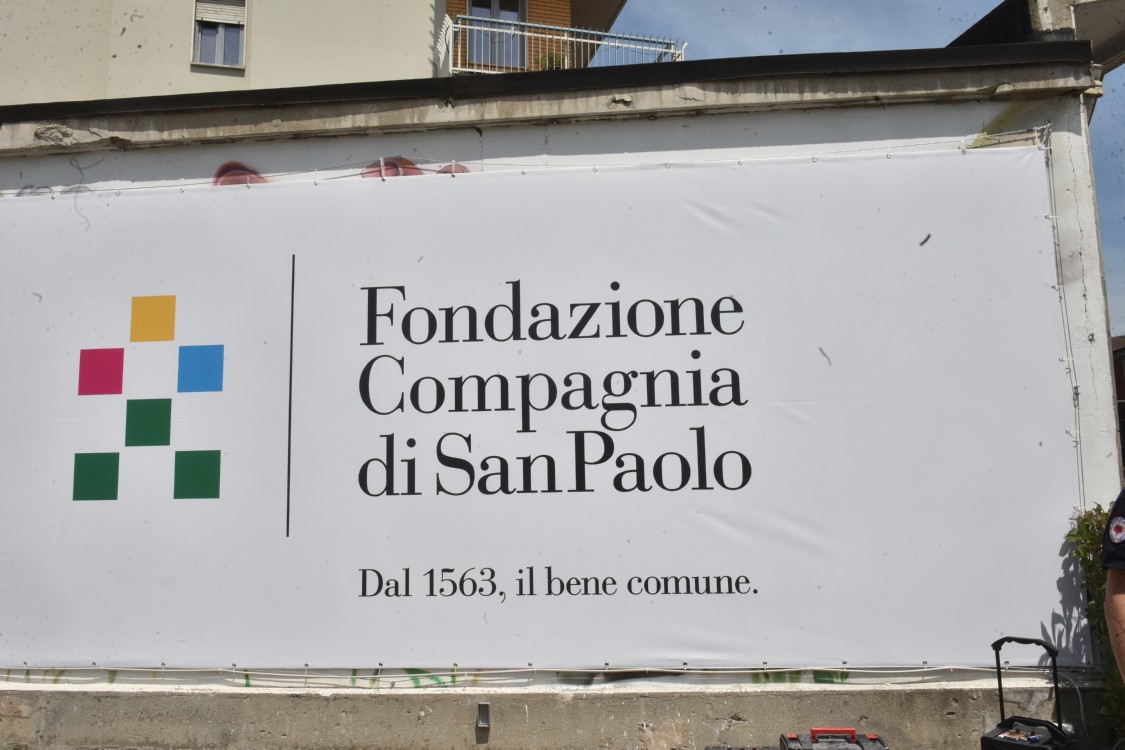 Fondazione
Compagnia
di San Paolo
Dal 1563, il bene comune.